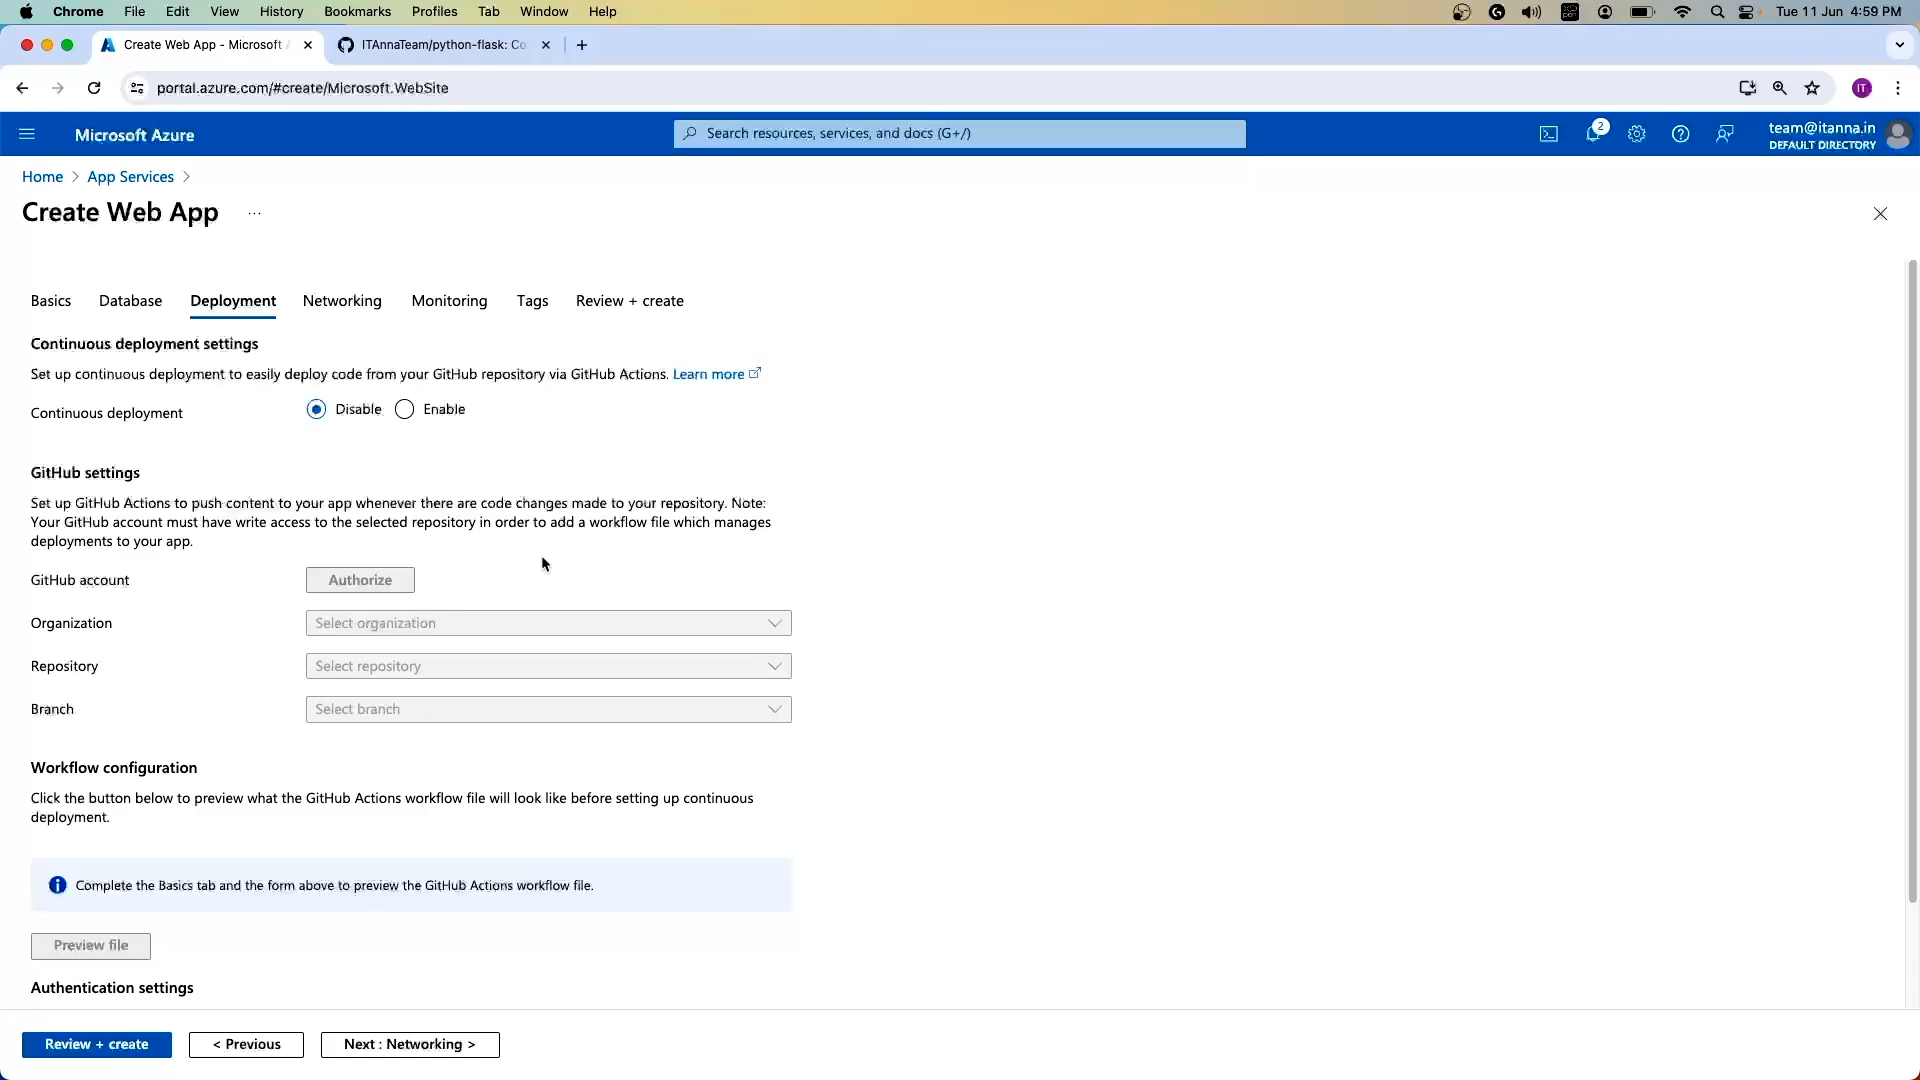 Chrome File Edit View History Bookmarks Profiles Tab Window Help Tue 11 Jun 4:59 PM
Create Web App - Microsoft A ITAnnaTeam/python-flask: Co
portal.azure.com/#create/Microsoft.WebSite IT
Microsoft Azure Search resources, services, and docs (G+/) 2 team@itanna.in
DEFAULT DIRECTORY
Home > App Services >
Create Web App ...
Basics Database Deployment Networking Monitoring Tags Review + create
Continuous deployment settings
Set up continuous deployment to easily deploy code from your GitHub repository via GitHub Actions. Learn more
Continuous deployment Disable Enable
GitHub settings
Set up GitHub Actions to push content to your app whenever there are code changes made to your repository. Note:
Your GitHub account must have write access to the selected repository in order to add a workflow file which manages
deployments to your app.
GitHub account Authorize
Organization Select organization
Repository Select repository
Branch Select branch
Workflow configuration
Click the button below to preview what the GitHub Actions workflow file will look like before setting up continuous
deployment.
Complete the Basics tab and the form above to preview the GitHub Actions workflow file.
Preview file
Authentication settings
Review + create < Previous Next : Networking >